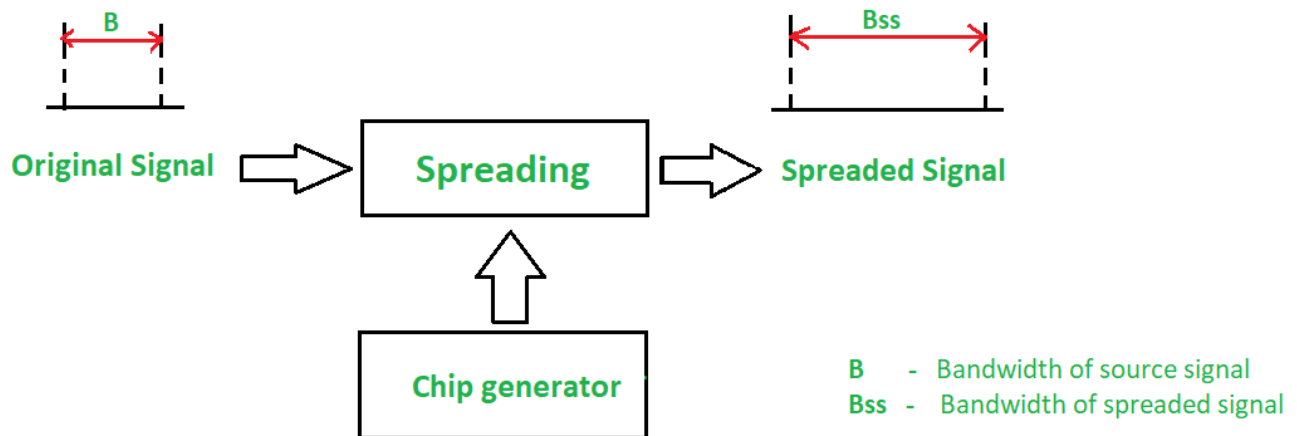 B
Bss
Original Signal
Spreading
Spreaded Signal
Chip generator
B - Bandwidth of source signal
Bss - Bandwidth of spreaded signal